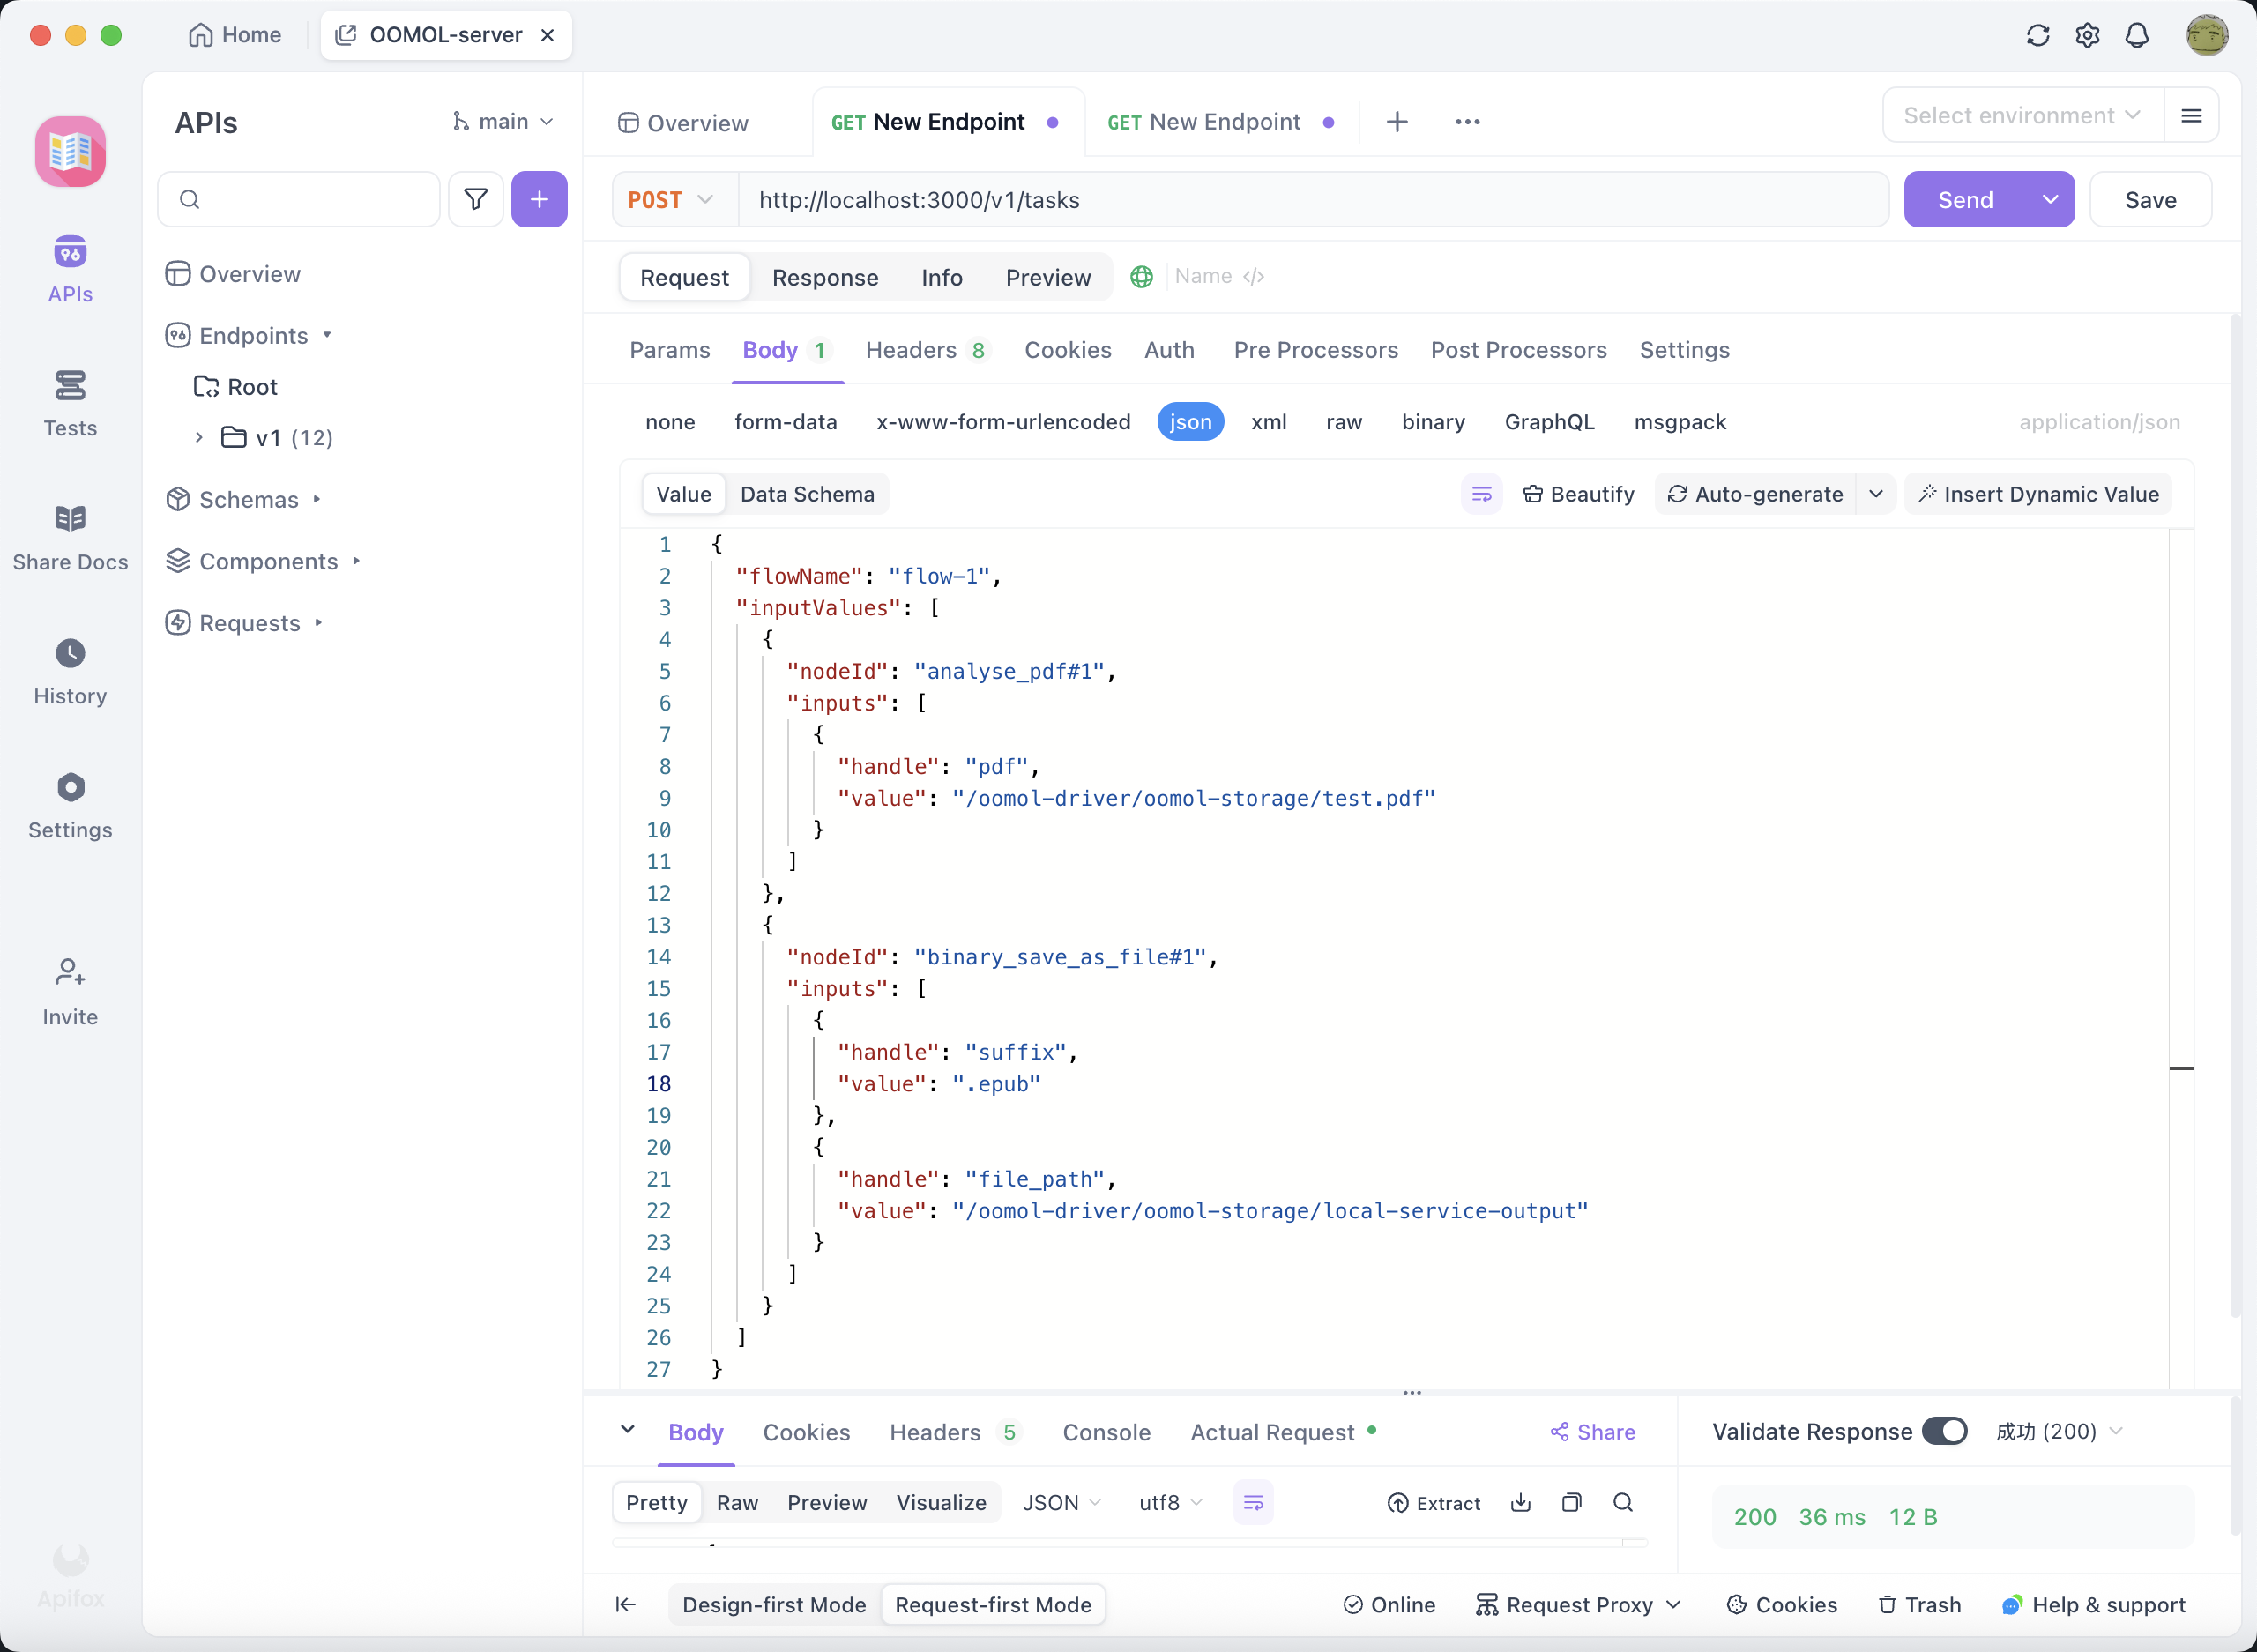 Home
OOMOL-server
APIs
main
Overview
GET New Endpoint
GET New Endpoint
Select environment
POST
http://localhost:3000/v1/tasks
Send
Save
APIs
Tests
Share Docs
History
Settings
Invite
Apifox
Overview
Endpoints
Root
v1 (12)
Schemas
Components
Requests
Request
Response
Info
Preview
Name
Params
Body 1
Headers 8
Cookies
Auth
Pre Processors
Post Processors
Settings
none
form-data
x-www-form-urlencoded
json
xml
raw
binary
GraphQL
msgpack
application/json
Value
Data Schema
Beautify
Auto-generate
Insert Dynamic Value
1 {
2 "flowName": "flow-1",
3 "inputValues": [
4 {
5 "nodeId": "analyse_pdf#1",
6 "inputs": [
7 {
8 "handle": "pdf",
9 "value": "/oomol-driver/oomol-storage/test.pdf"
10 }
11 ]
12 },
13 {
14 "nodeId": "binary_save_as_file#1",
15 "inputs": [
16 {
17 "handle": "suffix",
18 "value": ".epub"
19 },
20 {
21 "handle": "file_path",
22 "value": "/oomol-driver/oomol-storage/local-service-output"
23 }
24 ]
25 }
26 ]
27 }
Body
Cookies
Headers 5
Console
Actual Request
Share
Validate Response
成功 (200)
Pretty
Raw
Preview
Visualize
JSON
utf8
Extract
200 36 ms 12 B
Design-first Mode
Request-first Mode
Online
Request Proxy
Cookies
Trash
Help & support